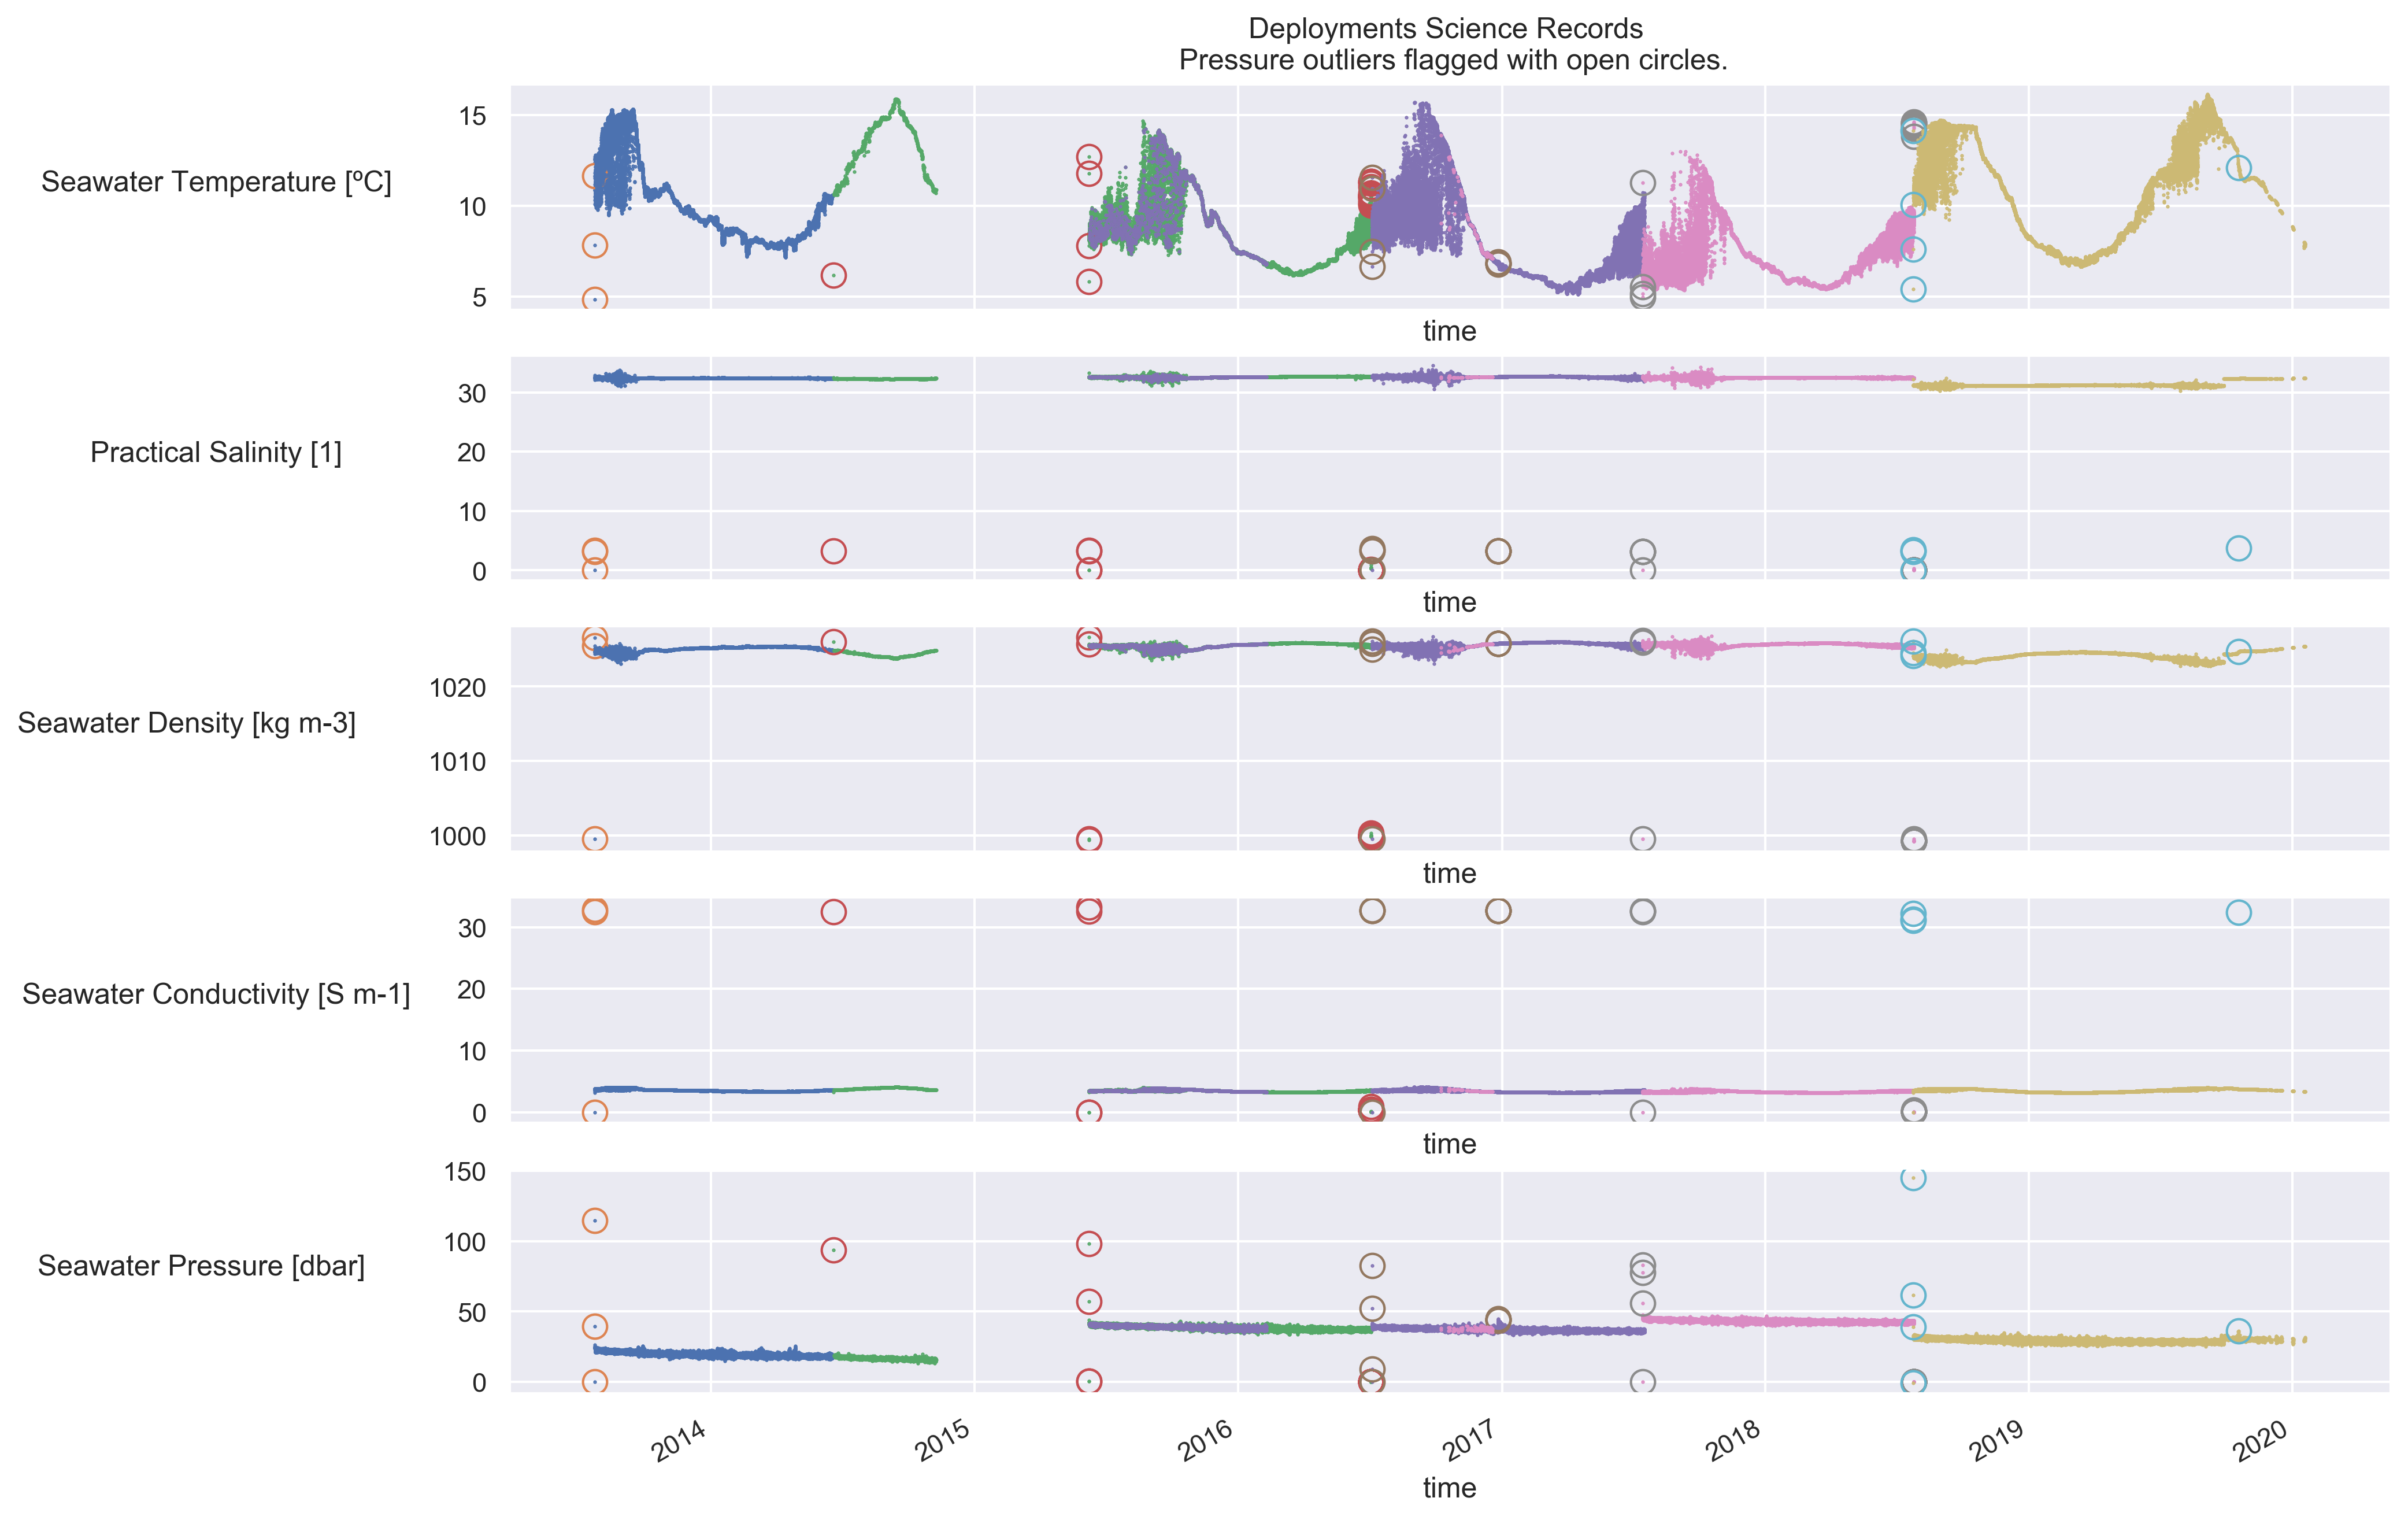 Deployments Science Records
Pressure outliers flagged with open circles.
15
10
5
Seawater Temperature [ºC]
time
30
20
10
0
Practical Salinity [1]
time
1020
1010
1000
Seawater Density [kg m-3]
time
30
20
10
0
Seawater Conductivity [S m-1]
time
150
100
50
0
Seawater Pressure [dbar]
2014
2015
2016
2017
2018
2019
2020
time